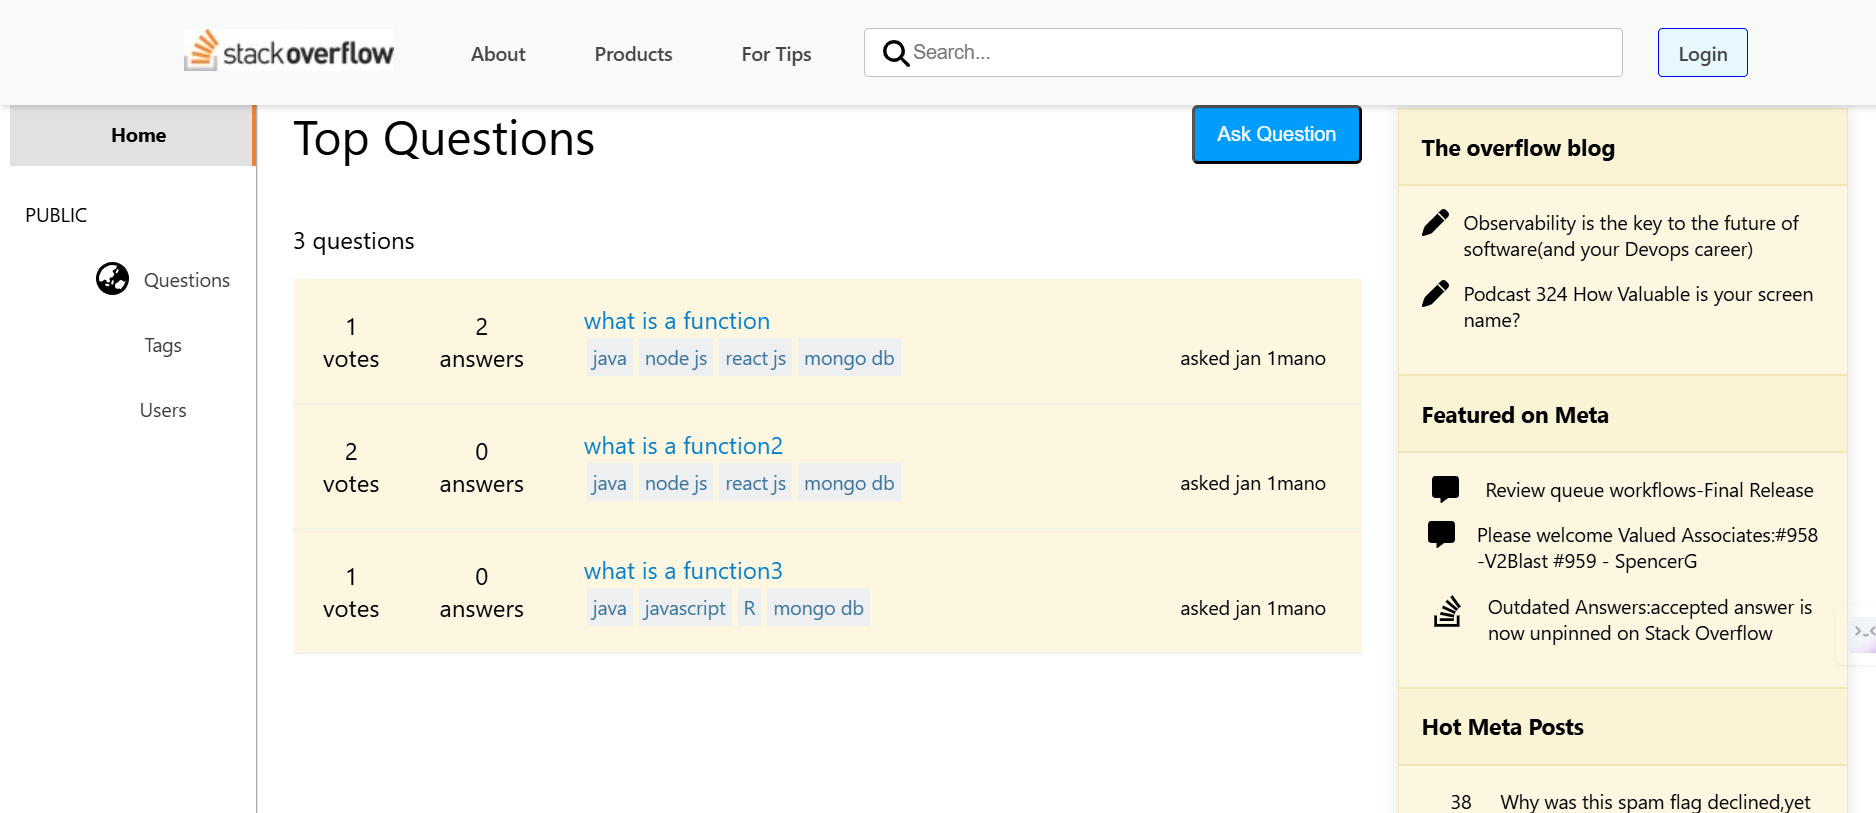 stack overflow
About
Products
For Tips
Search...
Login
Home
PUBLIC
Questions
Tags
Users
Top Questions
Ask Question
3 questions
1
votes
2
answers
what is a function
java node js react js mongo db
asked jan 1mano
2
votes
0
answers
what is a function2
java node js react js mongo db
asked jan 1mano
1
votes
0
answers
what is a function3
java javascript R mongo db
asked jan 1mano
The overflow blog
Observability is the key to the future of
software(and your Devops career)
Podcast 324 How Valuable is your screen
name?
Featured on Meta
Review queue workflows-Final Release
Please welcome Valued Associates:#958
-V2Blast #959 - SpencerG
Outdated Answers:accepted answer is
now unpinned on Stack Overflow
Hot Meta Posts
38 Why was this spam flag declined,yet